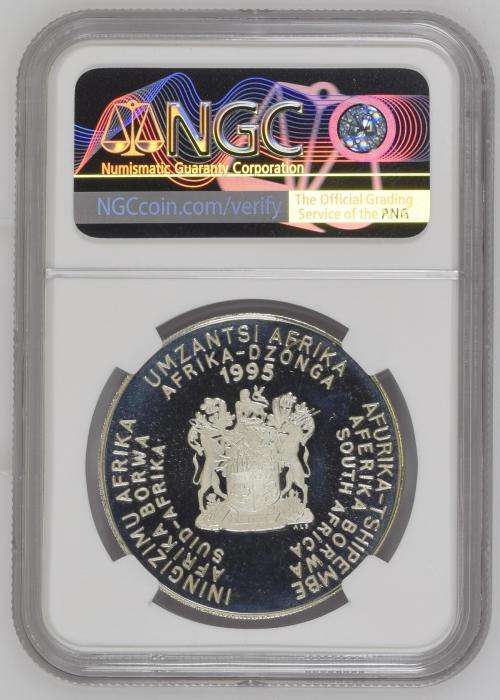 NGC
Numismatic Guaranty Corporation
NGCcoin.com/verify
The Official Grading
Service of the
UMZANTSI AFRIKA
AFRIKA-DZONGA
1995
AFURIKA-TSHIPEMBE
AFERIKA BORWA
SOUTH AFRICA
ININGIZIMU AFRIKA
AFRIKA BORWA
SUID-AFRIKA
ALS